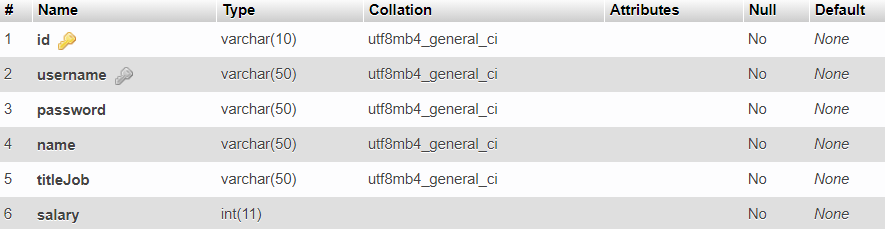 # Name Type Collation Attributes Null Default
1 id varchar(10) utf8mb4_general_ci No None
2 username varchar(50) utf8mb4_general_ci No None
3 password varchar(50) utf8mb4_general_ci No None
4 name varchar(50) utf8mb4_general_ci No None
5 titleJob varchar(50) utf8mb4_general_ci No None
6 salary int(11) No None